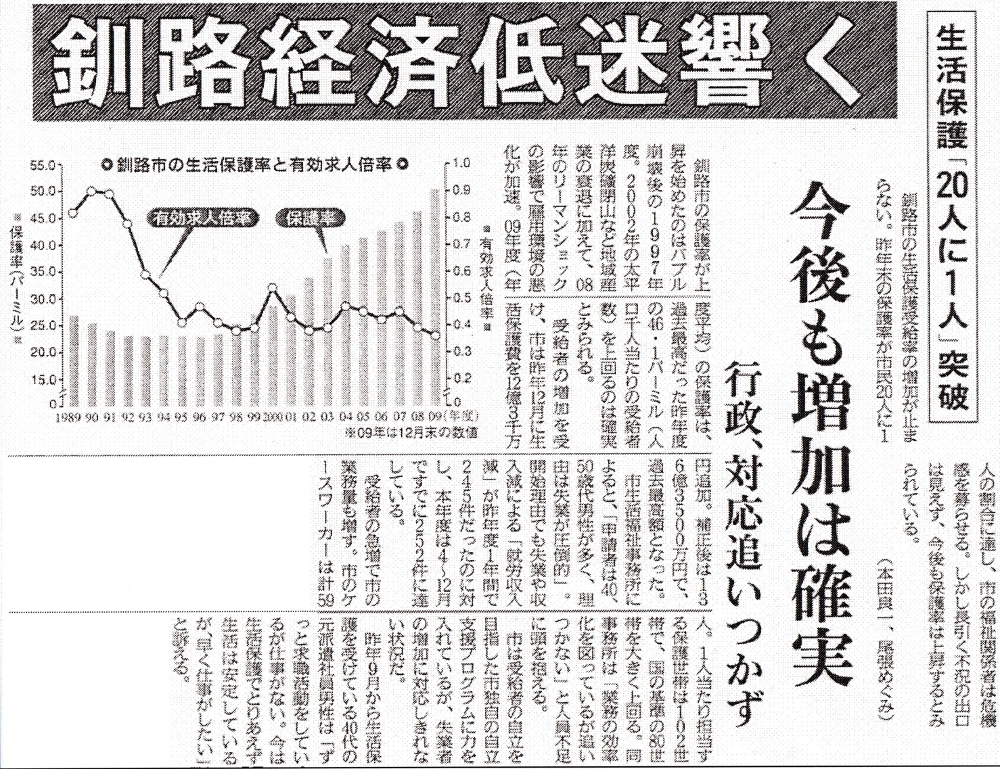 釧路経済低迷響く
生活保護「20人に1人」突破
今後も増加は確実
行政、対応追いつかず
釧路市の生活保護受給率の増加が止ま
らない。昨年末の保護率が市民20人に1
人の割合に達し、市の福祉関係者は危機
感を募らせる。しかし長引く不況の出口
は見えず、今後も保護率は上昇するとみ
られている。
（本田良一、尾張めぐみ）
釧路市の保護率が上
昇を始めたのはバブル
崩壊後の1997年
度。2002年の太平
洋炭礦閉山など地域産
業の衰退に加えて、08
年のリーマンショック
の影響で雇用環境の悪
化が加速。09年度（年
度平均）の保護率は、
過去最高だった昨年度
の46・1パーミル（人
口千人当たりの受給者
数）を上回るのは確実
とみられる。
受給者の増加を受
け、市は昨年12月に生
活保護費を12億3千万
円追加。補正後は13
6億3500万円で、
過去最高額となった。
市生活福祉事務所に
よると、「申請者は40、
50歳代男性が多く、理
由は失業が圧倒的」。
開始理由でも失業や収
入減による「就労収入
減」が昨年度1年間で
245件だったのに対
し、本年度は4〜12月
ですでに252件に達
している。
受給者の急増で市の
業務量も増す。市のケ
ースワーカーは計59
人。1人当たり担当す
る保護世帯は102世
帯で、国の基準の80世
帯を大きく上回る。同
事務所は「業務の効率
化を図っているが追い
つかない」と人員不足
に頭を抱える。
市は受給者の自立を
目指した市独自の自立
支援プログラムに力を
入れているが、失業者
の増加に対応しきれな
い状況だ。
昨年9月から生活保
護を受けている40代の
元派遣社員男性は「ず
っと求職活動をしてい
るが仕事がない。今は
生活保護でとりあえず
生活は安定している
が、早く仕事がしたい」
と訴える。
釧路市の生活保護率と有効求人倍率
有効求人倍率
保護率
■保護率（パーミル）■
55.0
50.0
45.0
40.0
35.0
30.0
25.0
20.0
15.0
0
■有効求人倍率■
1.0
0.9
0.8
0.7
0.6
0.5
0.4
0.3
0.2
0
1989 90 91 92 93 94 95 96 97 98 99 2000 01 02 03 04 05 06 07 08 09(年度)
※09年は12月末の数値